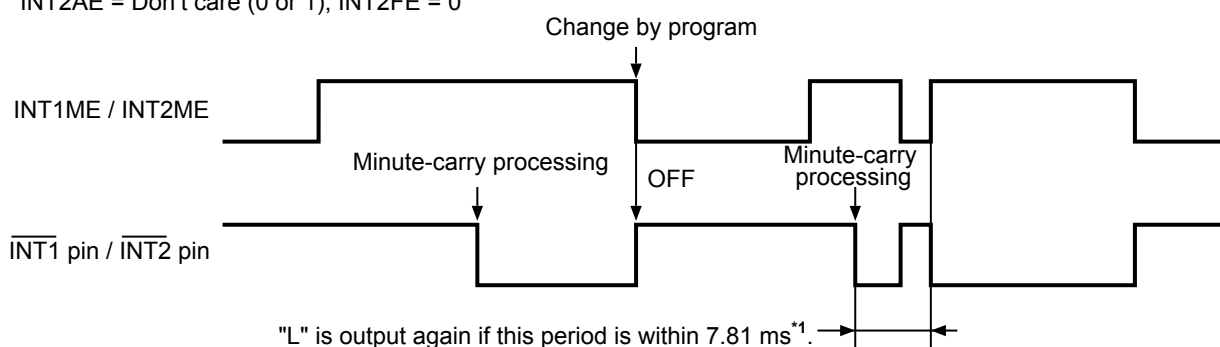 INT2AE = Don't care (0 or 1), INT2FE = 0
Change by program
INT1ME / INT2ME
Minute-carry processing
OFF
Minute-carry
processing
INT1 pin / INT2 pin
"L" is output again if this period is within 7.81 ms*1.